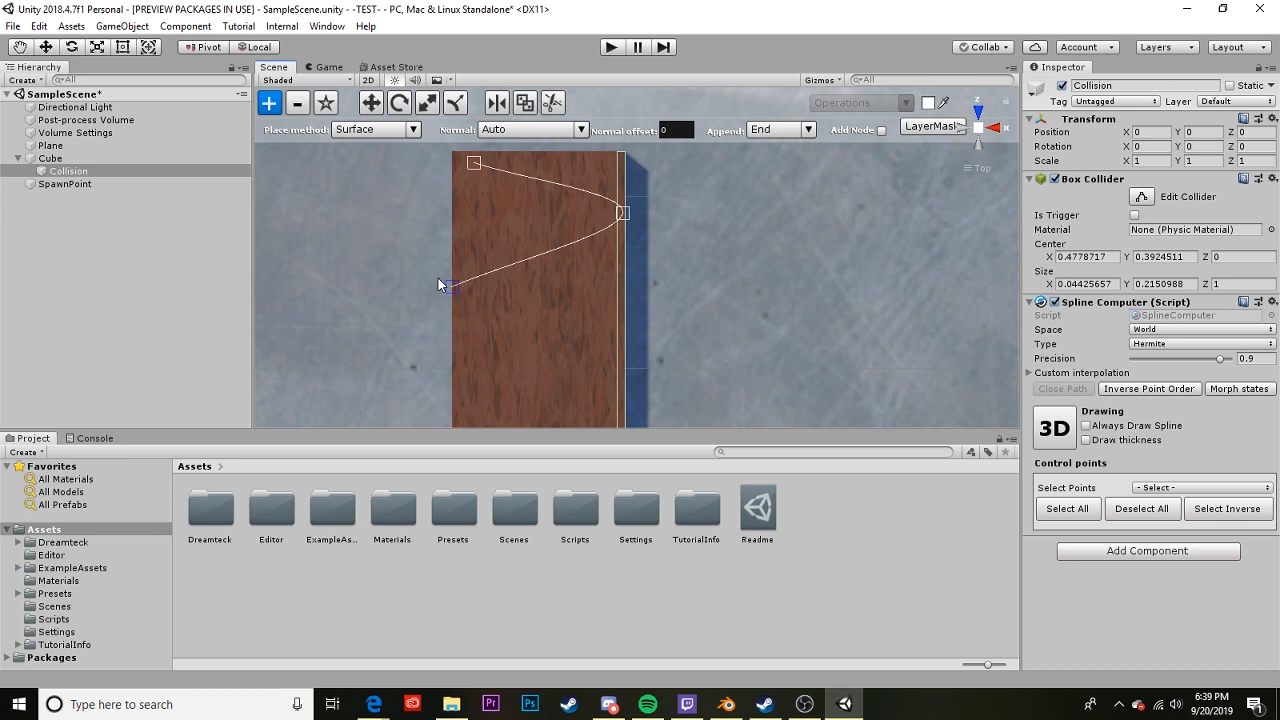 Unity 2018.4.7f1 Personal - [PREVIEW PACKAGES IN USE] - SampleScene.unity - -TEST- - PC, Mac & Linux Standalone* <DX11>
File Edit Assets GameObject Component Tutorial Internal Window Help
Pivot Local Collab Account Layers Layout
Hierarchy
Create All
SampleScene*
Directional Light
Post-process Volume
Volume Settings
Plane
Cube
Collision
SpawnPoint
Scene Game Asset Store
Shaded 2D Gizmos All
Operations
Place method: Surface Normal: Auto Normal offset: 0 Append: End Add Node LayerMask
z
x
Top
Inspector
Collision Static
Tag Untagged Layer Default
Transform
Position X 0 Y 0 Z 0
Rotation X 0 Y 0 Z 0
Scale X 1 Y 1 Z 1
Box Collider
Edit Collider
Is Trigger
Material None (Physic Material)
Center
X 0.4778717 Y 0.3924511 Z 0
Size
X 0.04425657 Y 0.2150988 Z 1
Spline Computer (Script)
Script SplineComputer
Space World
Type Hermite
Precision 0.9
Custom interpolation
Close Path Inverse Point Order Morph states
3D
Drawing
Always Draw Spline
Draw thickness
Control points
Select Points - Select -
Select All Deselect All Select Inverse
Add Component
Project Console
Create
Favorites
All Materials
All Models
All Prefabs
Assets
Dreamteck
Editor
ExampleAssets
Materials
Presets
Scenes
Scripts
Settings
TutorialInfo
Packages
Assets
Dreamteck Editor ExampleAs... Materials Presets Scenes Scripts Settings TutorialInfo Readme
Type here to search
6:39 PM
9/20/2019